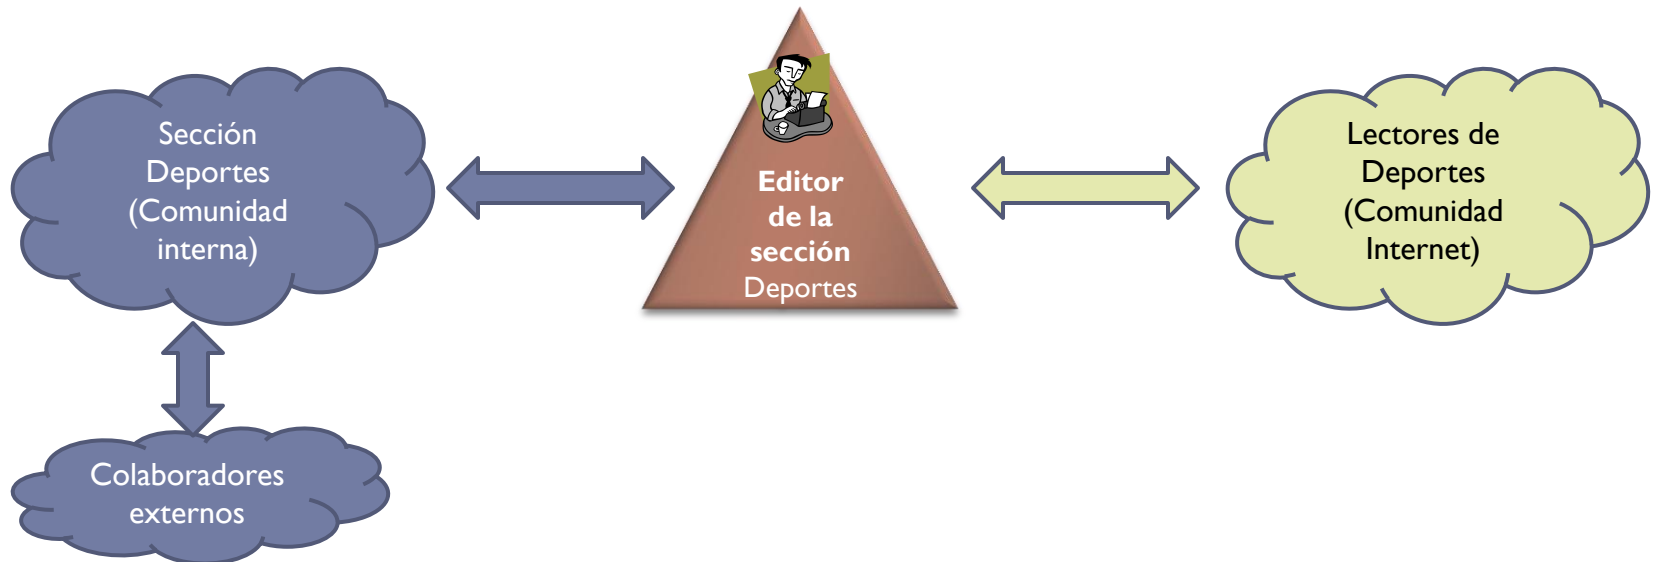 Sección
Deportes
(Comunidad
interna)
Editor
de la
sección
Deportes
Lectores de
Deportes
(Comunidad
Internet)
Colaboradores
externos